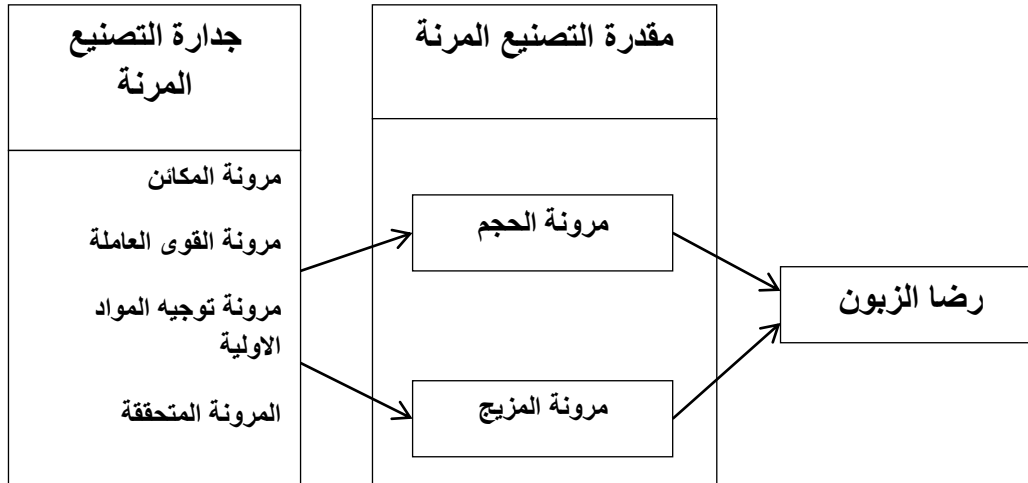 جدارة التصنيع
المرنة
مرونة المكائن
مرونة القوى العاملة
مرونة توجيه المواد
الاولية
المرونة المتحققة
مقدرة التصنيع المرنة
مرونة الحجم
مرونة المزيج
رضا الزبون